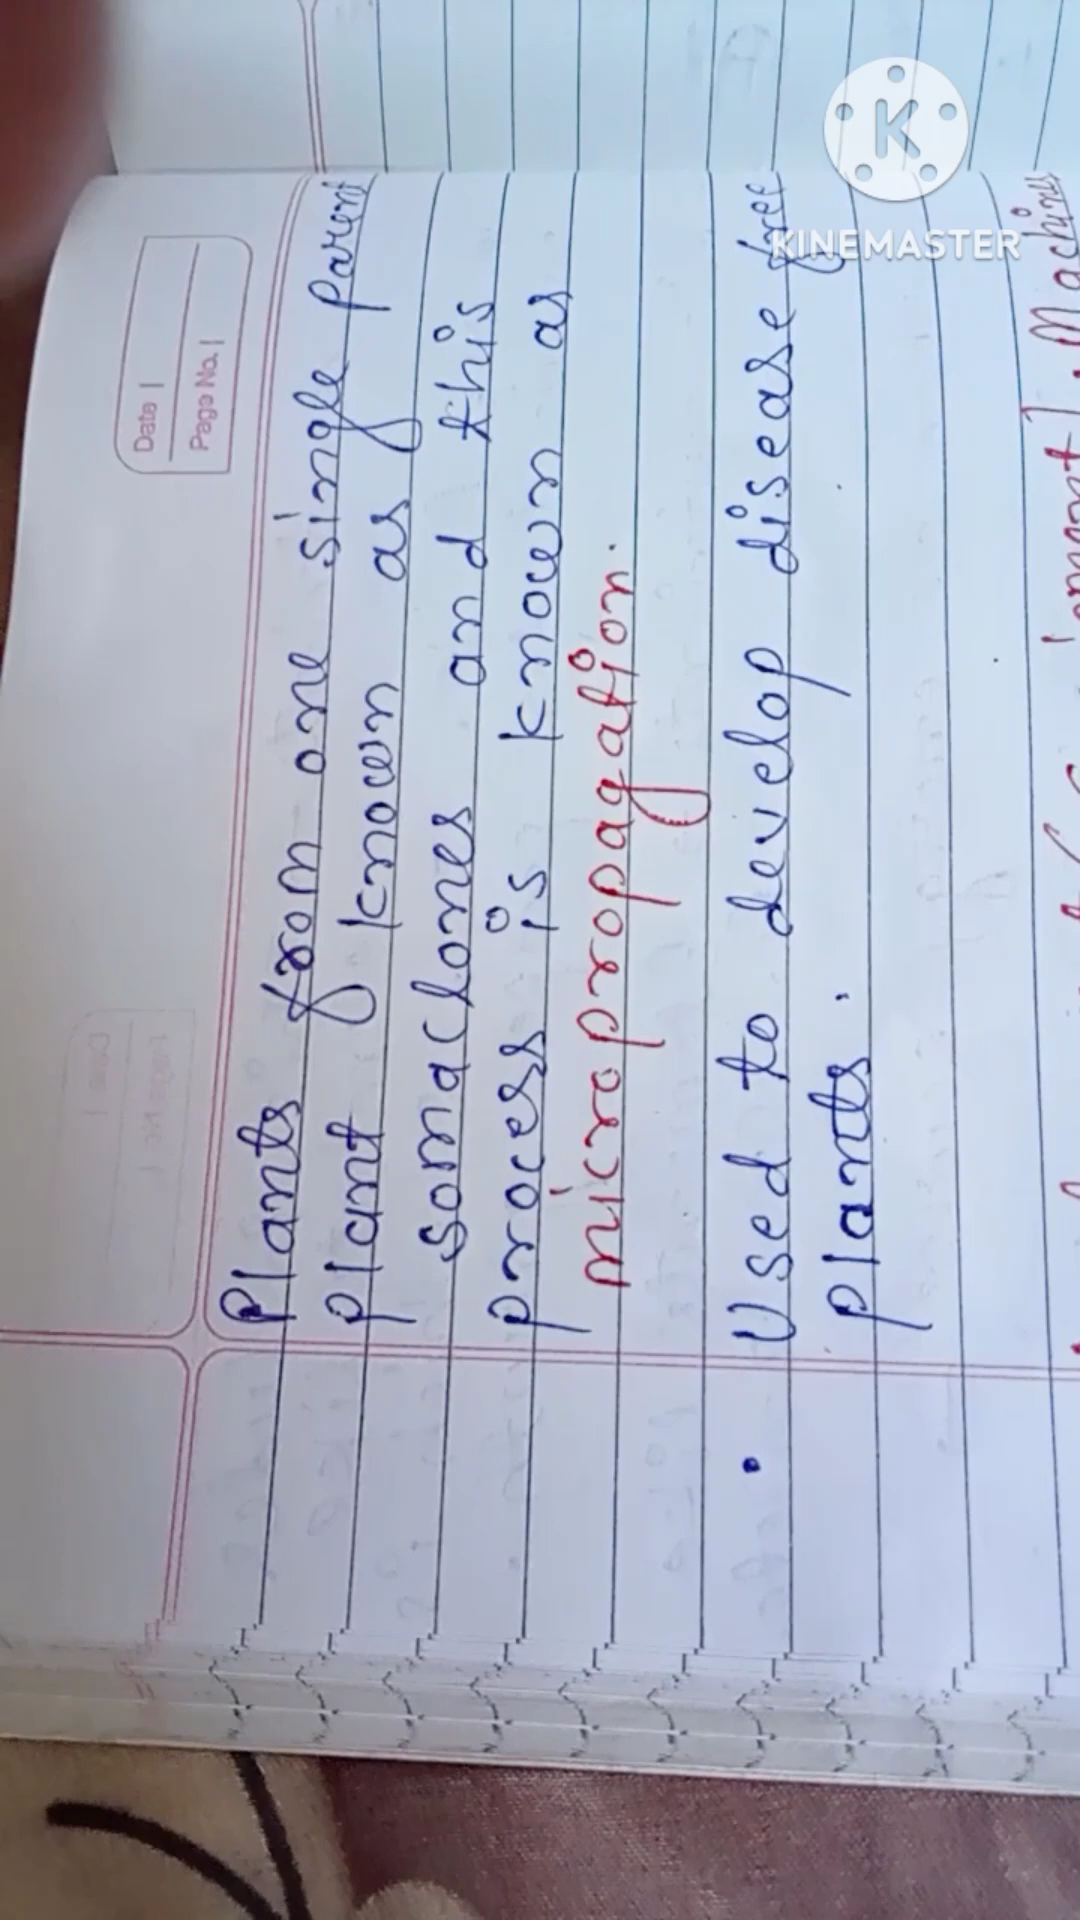 Date
Page No.
Plants from one single parent
plant known as
somaclones and this
process is known as
micropropagation.
• Used to develop disease free
plants.
KINEMASTER